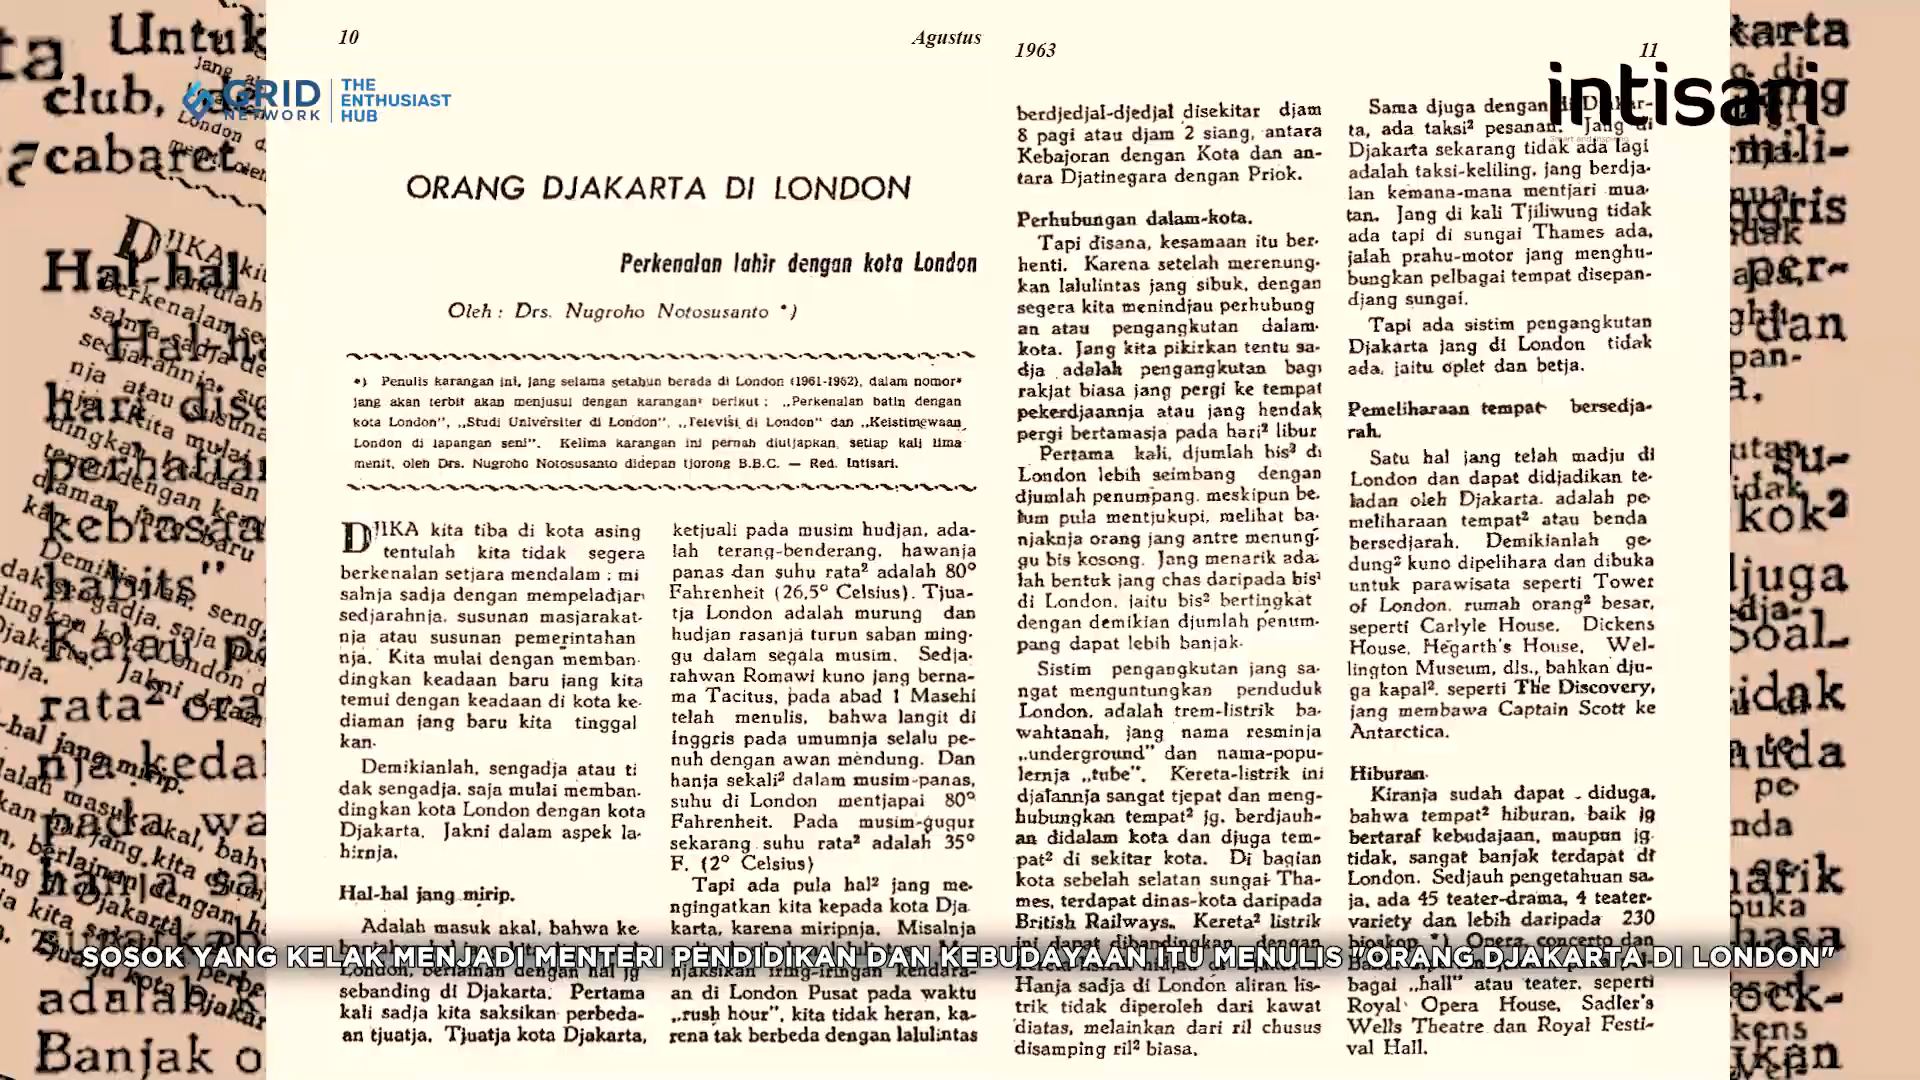 10
Agustus
1963
11
GRID
NETWORK
THE
ENTHUSIAST
HUB
intisari
ORANG DJAKARTA DI LONDON
Perkenalan lahir dengan kota London
Oleh : Drs. Nugroho Notosusanto *)
*) Penulis karangan ini, jang selama setahun berada di London (1961-1962), dalam nomor²
jang akan terbit akan menjusul dengan karangan² berikut : „Perkenalan batin dengan
kota London", „Studi Universiter di London", „Televisi di London" dan „Keistimewaan
London di lapangan seni". Kelima karangan ini pernah diutjapkan, setiap kali lima
menit, oleh Drs. Nugroho Notosusanto didepan tjorong B.B.C. — Red. Intisari.
DJIKA kita tiba di kota asing
tentulah kita tidak segera
berkenalan setjara mendalam : mi
salnja sadja dengan mempeladjari
sedjarahnja, susunan masjarakat-
nja atau susunan pemerintahan
nja. Kita mulai dengan memban-
dingkan keadaan baru jang kita
temui dengan keadaan di kota ke-
diaman jang baru kita tinggal
kan.
Demikianlah, sengadja atau ti
dak sengadja, saja mulai memban-
dingkan kota London dengan kota
Djakarta. Jakni dalam aspek la-
hirnja.
Hal-hal jang mirip.
Adalah masuk akal, bahwa ke
London, berlainan dengan hal jg
sebanding di Djakarta. Pertama
kali sadja kita saksikan perbeda-
an tjuatja. Tjuatja kota Djakarta,
ketjuali pada musim hudjan, ada-
lah terang-benderang, hawanja
panas dan suhu rata² adalah 80°
Fahrenheit (26,5° Celsius). Tjua-
tja London adalah murung dan
hudjan rasanja turun saban ming-
gu dalam segala musim. Sedja-
rahwan Romawi kuno jang berna-
ma Tacitus, pada abad 1 Masehi
telah menulis, bahwa langit di
Inggris pada umumnja selalu pe-
nuh dengan awan mendung. Dan
hanja sekali² dalam musim-panas,
suhu di London mentjapai 80°
Fahrenheit. Pada musim-gugur
sekarang suhu rata² adalah 35°
F. (2° Celsius)
Tapi ada pula hal² jang me-
ngingatkan kita kepada kota Dja
karta, karena miripnja. Misalnja
njaksikan iring-iringan kendara-
an di London Pusat pada waktu
„rush hour", kita tidak heran, ka-
rena tak berbeda dengan lalulintas
berdjedjal-djedjal disekitar djam
8 pagi atau djam 2 siang, antara
Kebajoran dengan Kota dan an-
tara Djatinegara dengan Priok.
Perhubungan dalam-kota.
Tapi disana, kesamaan itu ber-
henti. Karena setelah merenung-
kan lalulintas jang sibuk, dengan
segera kita menindjau perhubung
an atau pengangkutan dalam-
kota. Jang kita pikirkan tentu sa-
dja adalah pengangkutan bagi
rakjat biasa jang pergi ke tempat
pekerdjaannja atau jang hendak
pergi bertamasja pada hari² libur
Pertama kali, djumlah bis² di
London lebih seimbang dengan
djumlah penumpang, meskipun be-
lum pula mentjukupi, melihat ba-
njaknja orang jang antre menung-
gu bis kosong. Jang menarik ada-
lah bentuk jang chas daripada bis²
di London, jaitu bis² bertingkat
dengan demikian djumlah penum-
pang dapat lebih banjak.
Sistim pengangkutan jang sa-
ngat menguntungkan penduduk
London, adalah trem-listrik ba-
wahtanah, jang nama resminja
„underground" dan nama-popu-
lernja „tube". Kereta-listrik ini
djalannja sangat tjepat dan meng-
hubungkan tempat² jg. berdjauh-
an didalam kota dan djuga tem-
pat² di sekitar kota. Di bagian
kota sebelah selatan sungai Tha-
mes, terdapat dinas-kota daripada
British Railways. Kereta² listrik
ini dapat dibandingkan dengan
Hanja sadja di London aliran lis-
trik tidak diperoleh dari kawat
diatas, melainkan dari ril chusus
disamping ril² biasa.
Sama djuga dengan di Djakar-
ta, ada taksi² pesanan. Jang di
Djakarta sekarang tidak ada lagi
adalah taksi-keliling, jang berdja-
lan kemana-mana mentjari mua-
tan. Jang di kali Tjiliwung tidak
ada tapi di sungai Thames ada,
jalah prahu-motor jang menghu-
bungkan pelbagai tempat disepan-
djang sungai.
Tapi ada sistim pengangkutan
Djakarta jang di London tidak
ada, jaitu oplet dan betja.
Pemeliharaan tempat bersedja-
rah.
Satu hal jang telah madju di
London dan dapat didjadikan te-
ladan oleh Djakarta, adalah pe-
meliharaan tempat² atau benda
bersedjarah. Demikianlah ge-
dung² kuno dipelihara dan dibuka
untuk parawisata seperti Tower
of London, rumah orang² besar,
seperti Carlyle House, Dickens
House, Hegarth's House, Wel-
lington Museum, dls., bahkan dju-
ga kapal², seperti The Discovery,
jang membawa Captain Scott ke
Antarctica.
Hiburan.
Kiranja sudah dapat diduga,
bahwa tempat² hiburan, baik jg
bertaraf kebudajaan, maupun jg
tidak, sangat banjak terdapat di
London. Sedjauh pengetahuan sa-
ja, ada 45 teater-drama, 4 teater-
variety dan lebih daripada 230
bioskop *) Opera, concerto dan
bagai „hall" atau teater, seperti
Royal Opera House, Sadler's
Wells Theatre dan Royal Festi-
val Hall.
SOSOK YANG KELAK MENJADI MENTERI PENDIDIKAN DAN KEBUDAYAAN ITU MENULIS "ORANG DJAKARTA DI LONDON"